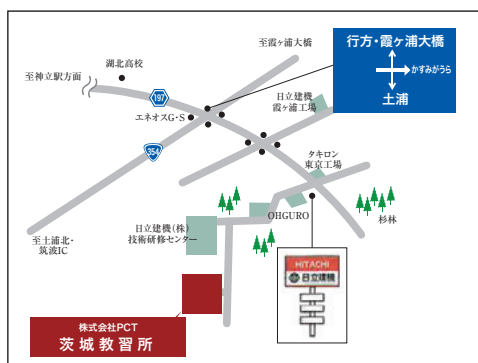 至霞ヶ浦大橋
行方・霞ヶ浦大橋
かすみがうら
土浦
湖北高校
至神立駅方面
197
エネオスG・S
日立建機
霞ヶ浦工場
354
タキロン
東京工場
至土浦北・
筑波IC
日立建機(株)
技術研修センター
OHGURO
杉林
HITACHI
日立建機
株式会社PCT
茨城教習所